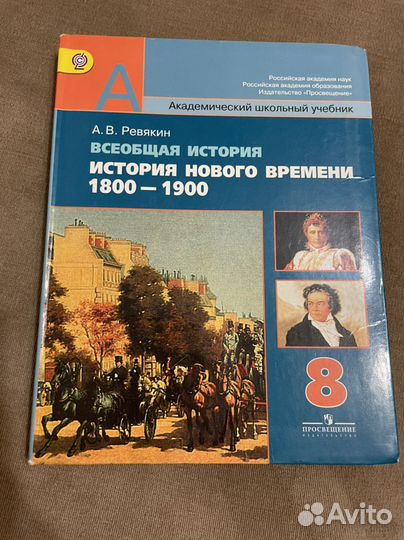 А
Российская академия наук
Российская академия образования
Издательство «Просвещение»
Академический школьный учебник
А. В. Ревякин
ВСЕОБЩАЯ ИСТОРИЯ
ИСТОРИЯ НОВОГО ВРЕМЕНИ
1800—1900
8
ПРОСВЕЩЕНИЕ
ИЗДАТЕЛЬСТВО
Avito